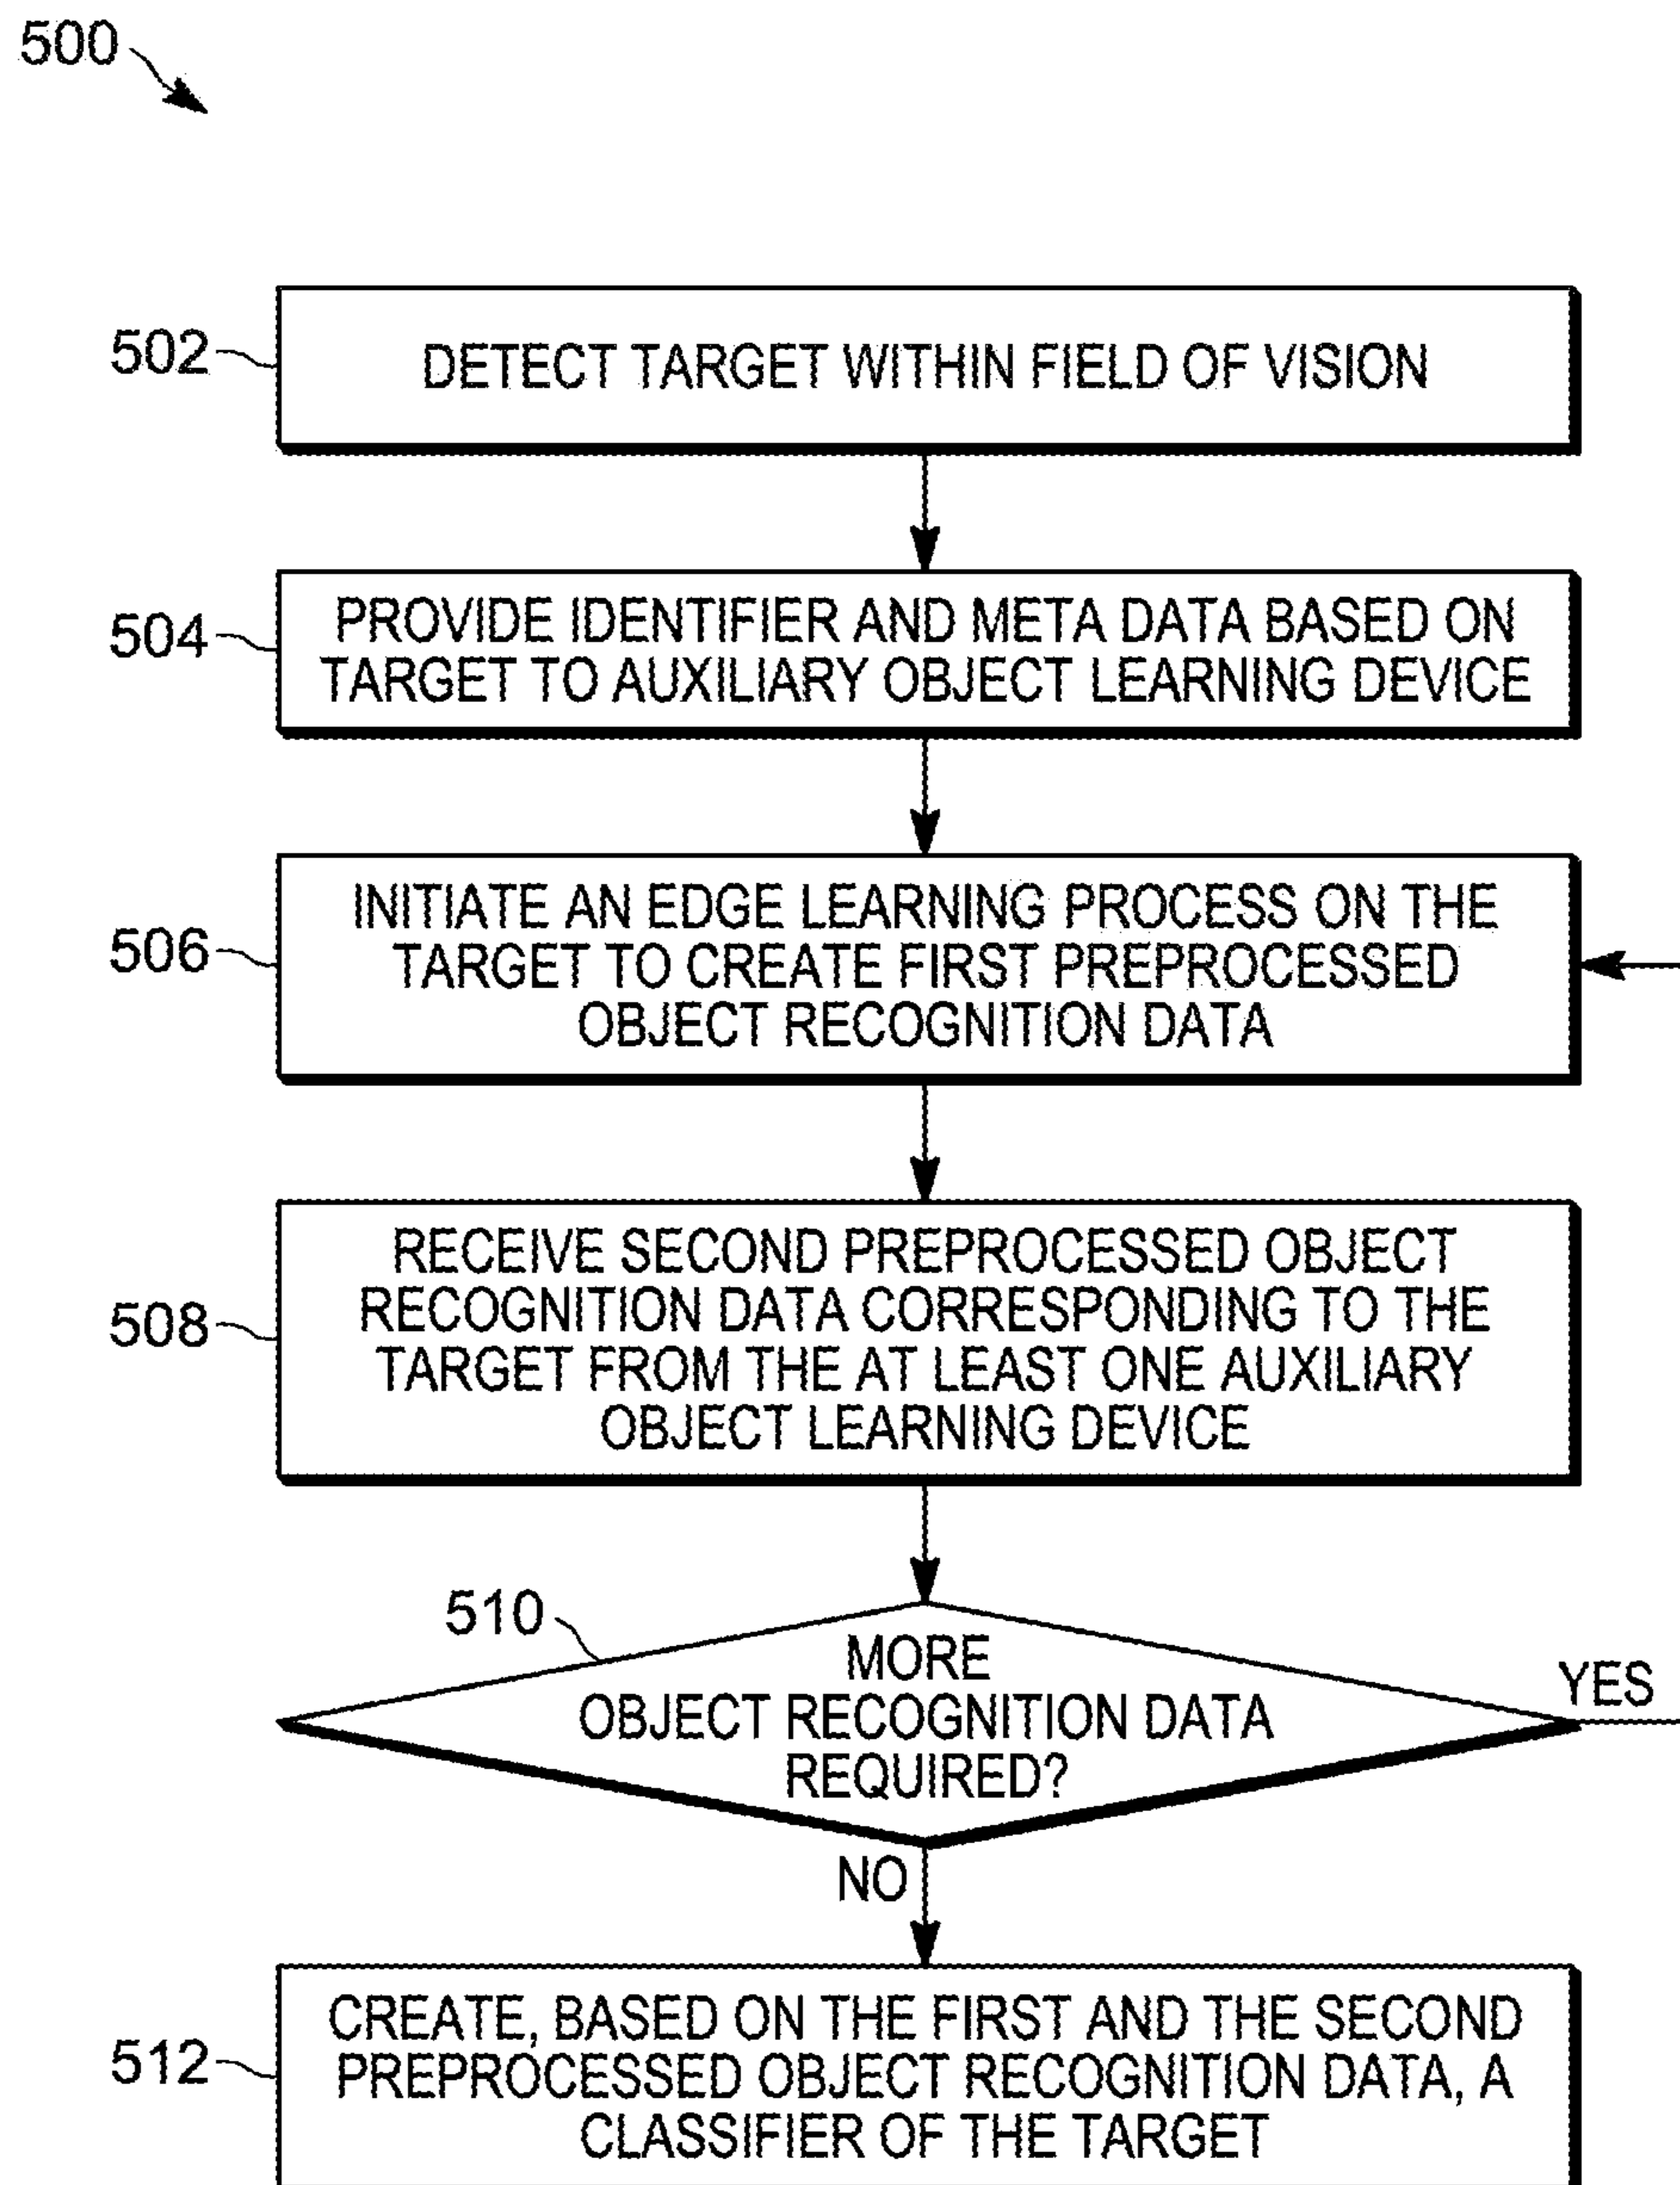 500
502
DETECT TARGET WITHIN FIELD OF VISION
504
PROVIDE IDENTIFIER AND META DATA BASED ON
TARGET TO AUXILIARY OBJECT LEARNING DEVICE
506
INITIATE AN EDGE LEARNING PROCESS ON THE
TARGET TO CREATE FIRST PREPROCESSED
OBJECT RECOGNITION DATA
508
RECEIVE SECOND PREPROCESSED OBJECT
RECOGNITION DATA CORRESPONDING TO THE
TARGET FROM THE AT LEAST ONE AUXILIARY
OBJECT LEARNING DEVICE
510
MORE
OBJECT RECOGNITION DATA
REQUIRED?
YES
NO
512
CREATE, BASED ON THE FIRST AND THE SECOND
PREPROCESSED OBJECT RECOGNITION DATA, A
CLASSIFIER OF THE TARGET